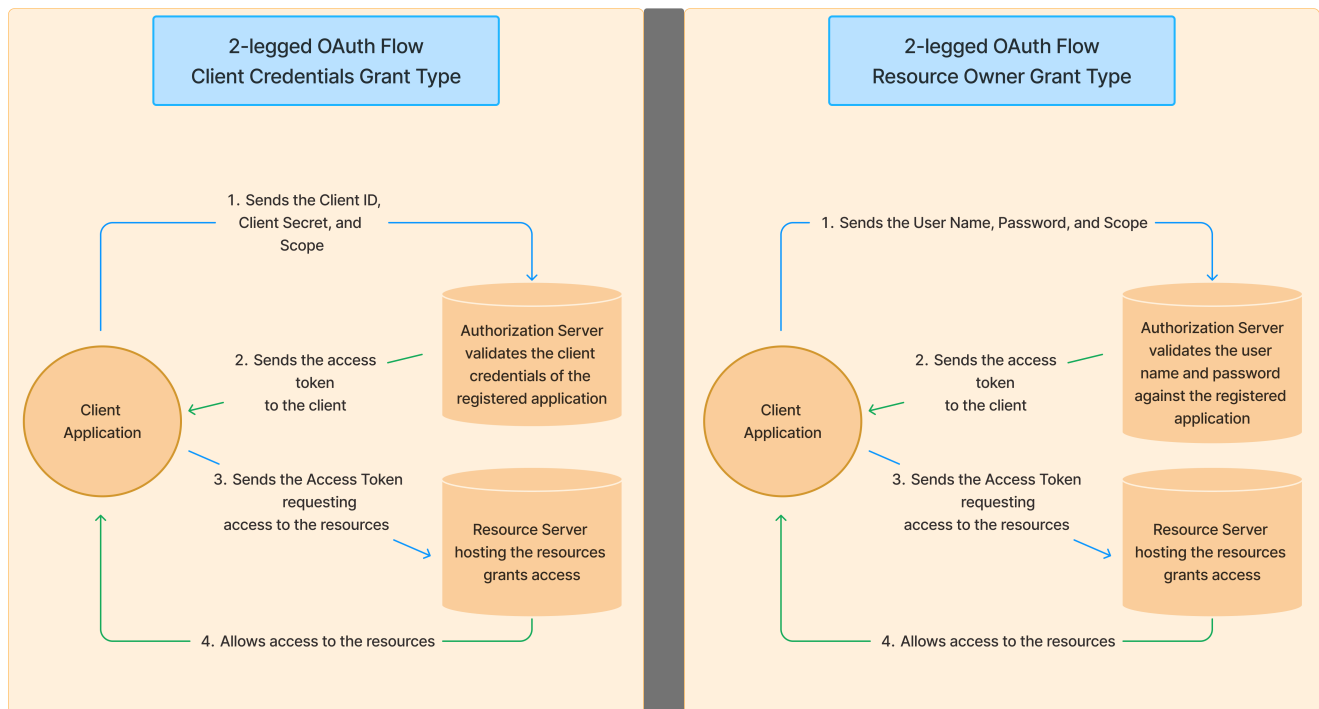 2-legged OAuth Flow
Client Credentials Grant Type
1. Sends the Client ID,
Client Secret, and
Scope
Authorization Server
validates the client
credentials of the
registered application
2. Sends the access
token
to the client
Client
Application
3. Sends the Access Token
requesting
access to the resources
Resource Server
hosting the resources
grants access
4. Allows access to the resources
2-legged OAuth Flow
Resource Owner Grant Type
1. Sends the User Name, Password, and Scope
Authorization Server
validates the user
name and password
against the registered
application
2. Sends the access
token
to the client
Client
Application
3. Sends the Access Token
requesting
access to the resources
Resource Server
hosting the resources
grants access
4. Allows access to the resources